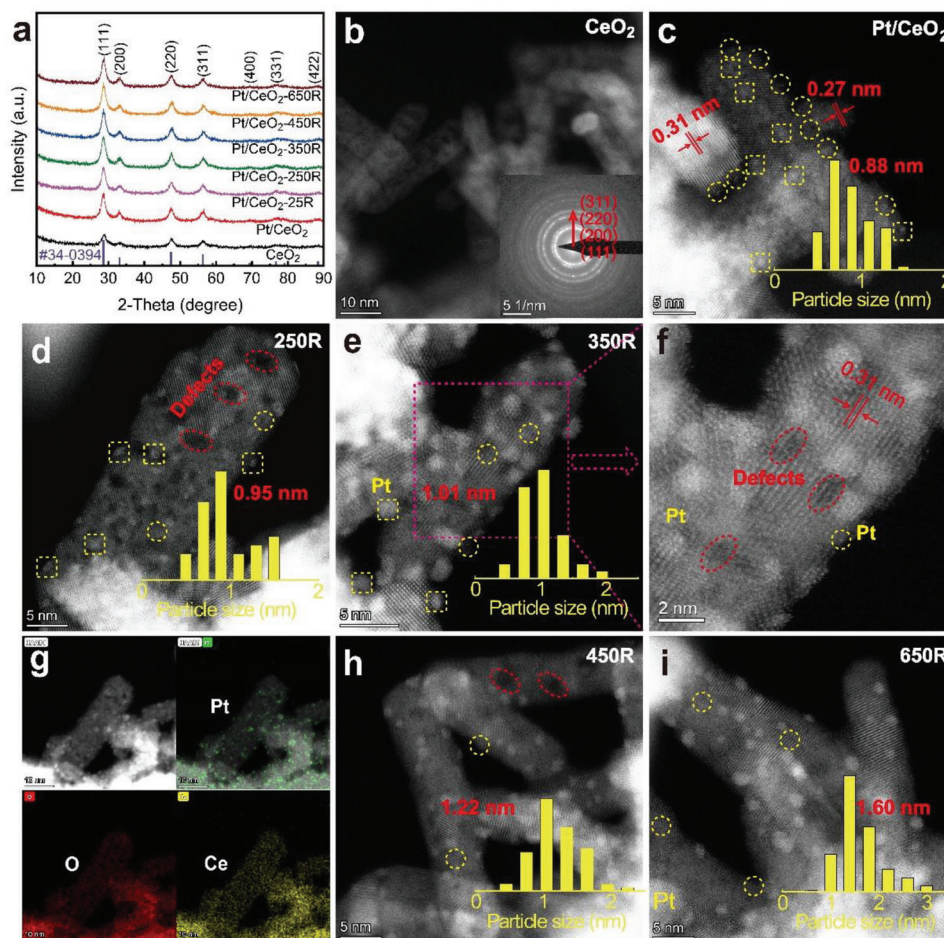 a
Intensity (a.u.)
(111)
(200)
(220)
(311)
(400)
(331)
(422)
Pt/CeO2-650R
Pt/CeO2-450R
Pt/CeO2-350R
Pt/CeO2-250R
Pt/CeO2-25R
Pt/CeO2
#34-0394
CeO2
10 20 30 40 50 60 70 80 90
2-Theta (degree)
b
CeO2
(311)
(220)
(200)
(111)
10 nm
5 1/nm
c
Pt/CeO2
0.31 nm
0.27 nm
0.88 nm
0 1
Particle size (nm)
5 nm
d
250R
Defects
0.95 nm
0 1 2
Particle size (nm)
5 nm
e
350R
Pt
1.01 nm
0 1 2
Particle size (nm)
5 nm
f
0.31 nm
Defects
Pt
Pt
2 nm
g
HAADF
Pt
10 nm
O
Ce
10 nm
h
450R
1.22 nm
0 1 2
Particle size (nm)
5 nm
i
650R
1.60 nm
Pt
0 1 2 3
Particle size (nm)
5 nm